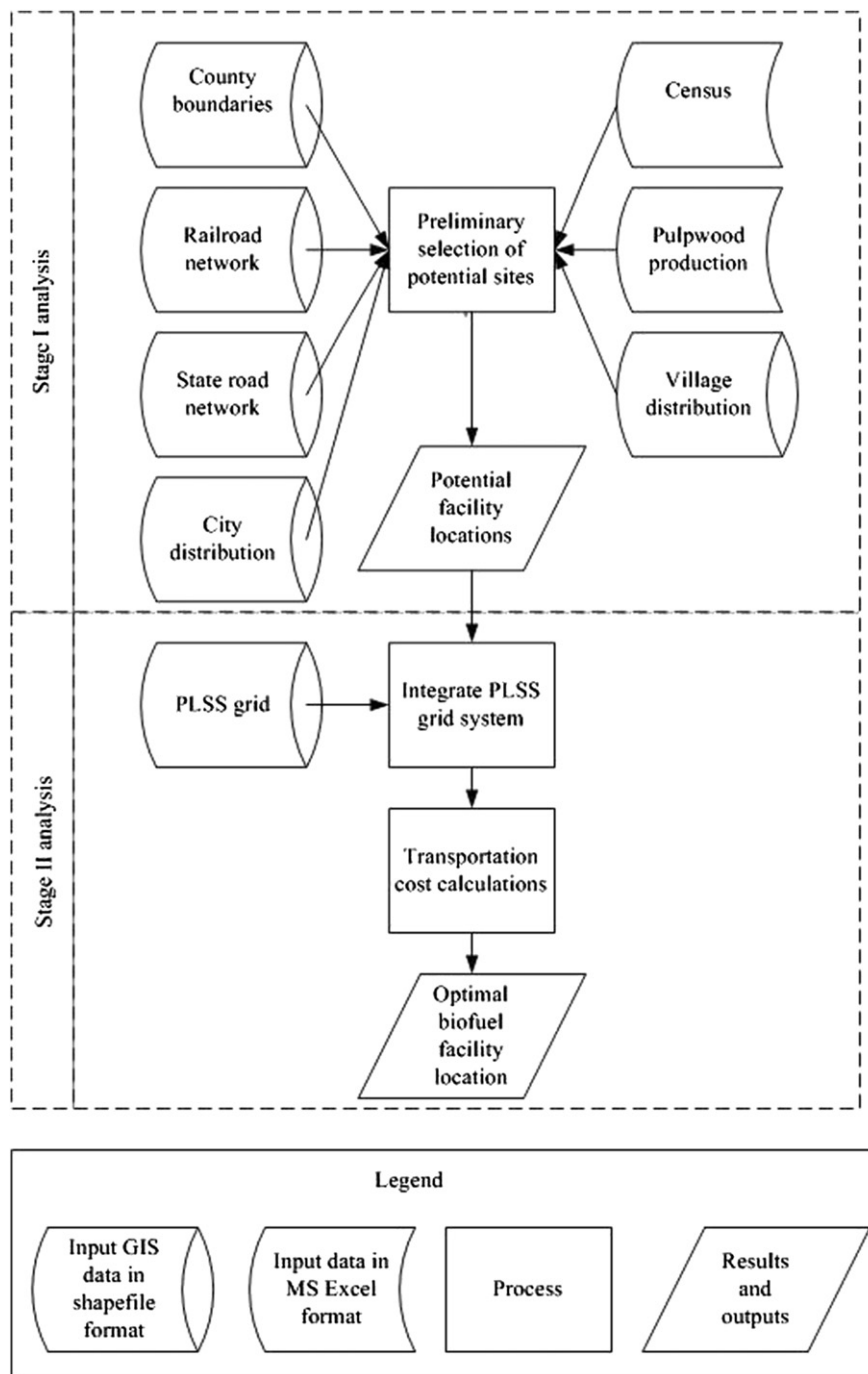 Stage I analysis
County
boundaries
Census
Railroad
network
Preliminary
selection of
potential sites
Pulpwood
production
State road
network
Village
distribution
City
distribution
Potential
facility
locations
Stage II analysis
PLSS grid
Integrate PLSS
grid system
Transportation
cost calculations
Optimal
biofuel
facility
location
Legend
Input GIS
data in
shapefile
format
Input data in
MS Excel
format
Process
Results
and
outputs